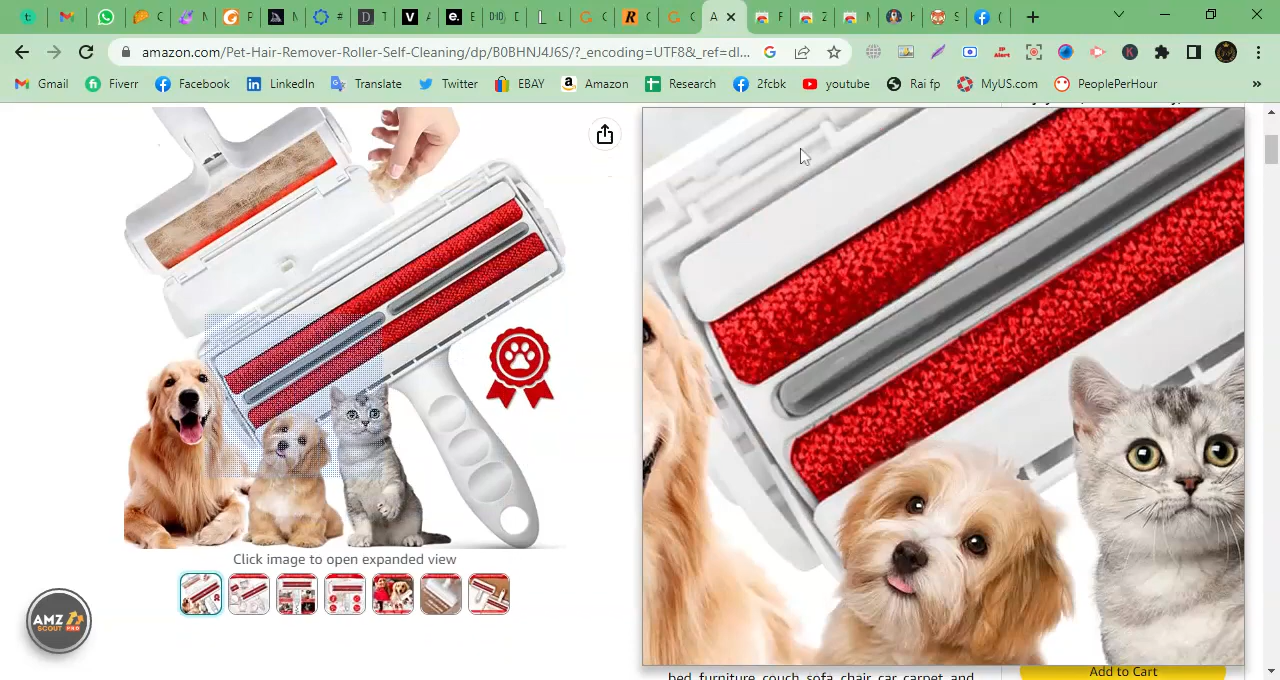 amazon.com/Pet-Hair-Remover-Roller-Self-Cleaning/dp/B0BHNJ4J6S/?_encoding=UTF8&_ref=dl...
Gmail
Fiverr
Facebook
LinkedIn
Translate
Twitter
EBAY
Amazon
Research
2fcbk
youtube
Rai fp
MyUS.com
PeoplePerHour
»
Click image to open expanded view
AMZ
SCOUT PRO
bed, furniture, couch, sofa, chair, car, carpet and
Add to Cart